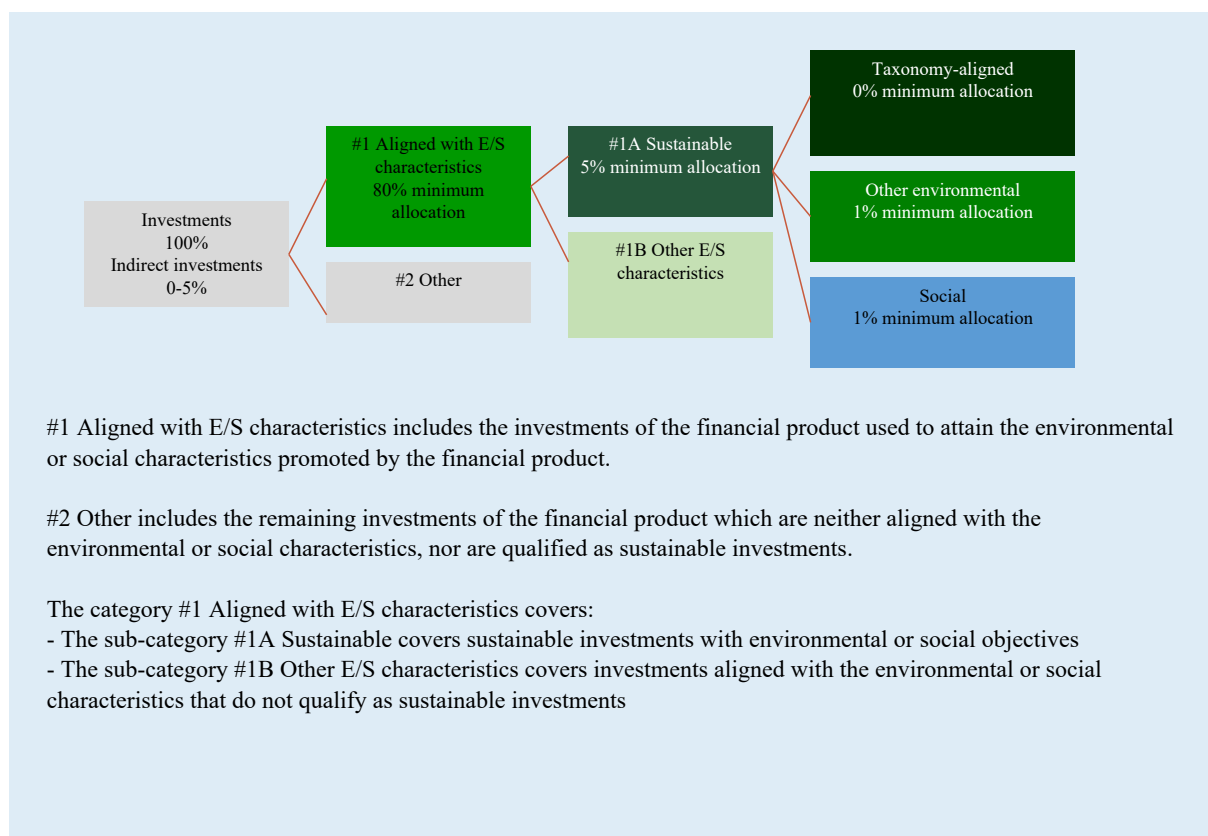 Investments
100%
Indirect investments
0-5%
#1 Aligned with E/S
characteristics
80% minimum
allocation
#2 Other
#1A Sustainable
5% minimum allocation
#1B Other E/S
characteristics
Taxonomy-aligned
0% minimum allocation
Other environmental
1% minimum allocation
Social
1% minimum allocation
#1 Aligned with E/S characteristics includes the investments of the financial product used to attain the environmental
or social characteristics promoted by the financial product.
#2 Other includes the remaining investments of the financial product which are neither aligned with the
environmental or social characteristics, nor are qualified as sustainable investments.
The category #1 Aligned with E/S characteristics covers:
- The sub-category #1A Sustainable covers sustainable investments with environmental or social objectives
- The sub-category #1B Other E/S characteristics covers investments aligned with the environmental or social
characteristics that do not qualify as sustainable investments